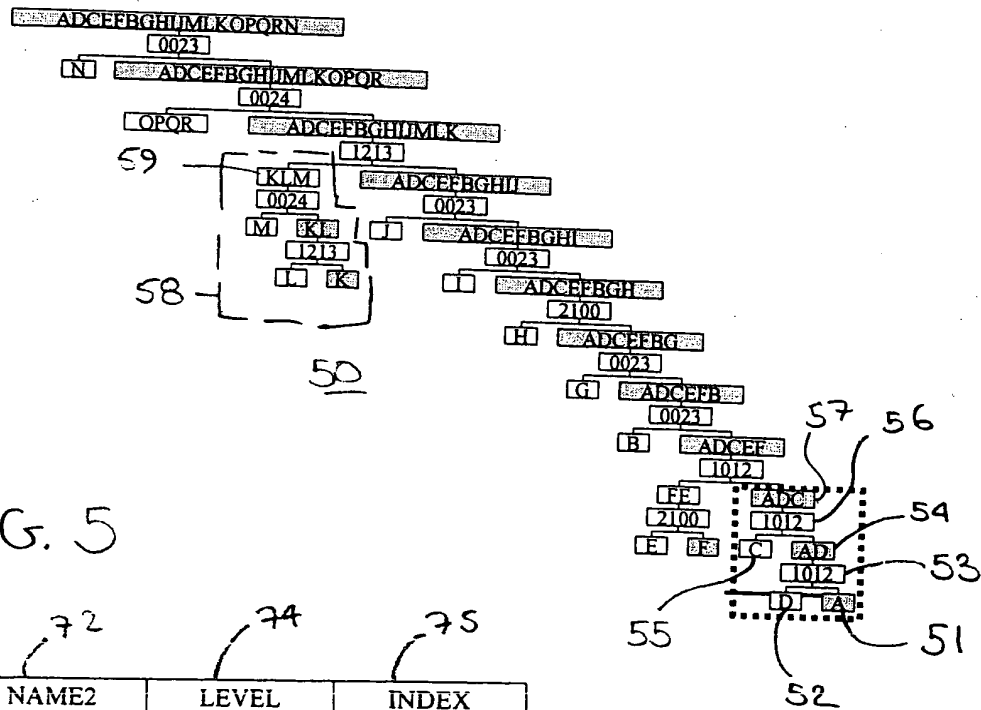 ADCEFBGHIJMLKOPQRN
0023
N ADCEFBGHIJMLKOPQR
0024
OPQR ADCEFBGHIJMLK
59 1213
KLM ADCEFBGHIJ
0024 0023
M KL J ADCEFBGHI
1213 0023
58 L K I ADCEFBGH
2100
H ADCEFBG
50 0023
G ADCEFB
0023
57 56
B ADCEF
1012
FE ADC
2100 1012
54
E F C AD
1012 53
D A
55 51
52
G. 5
72 74 75
NAME2 LEVEL INDEX